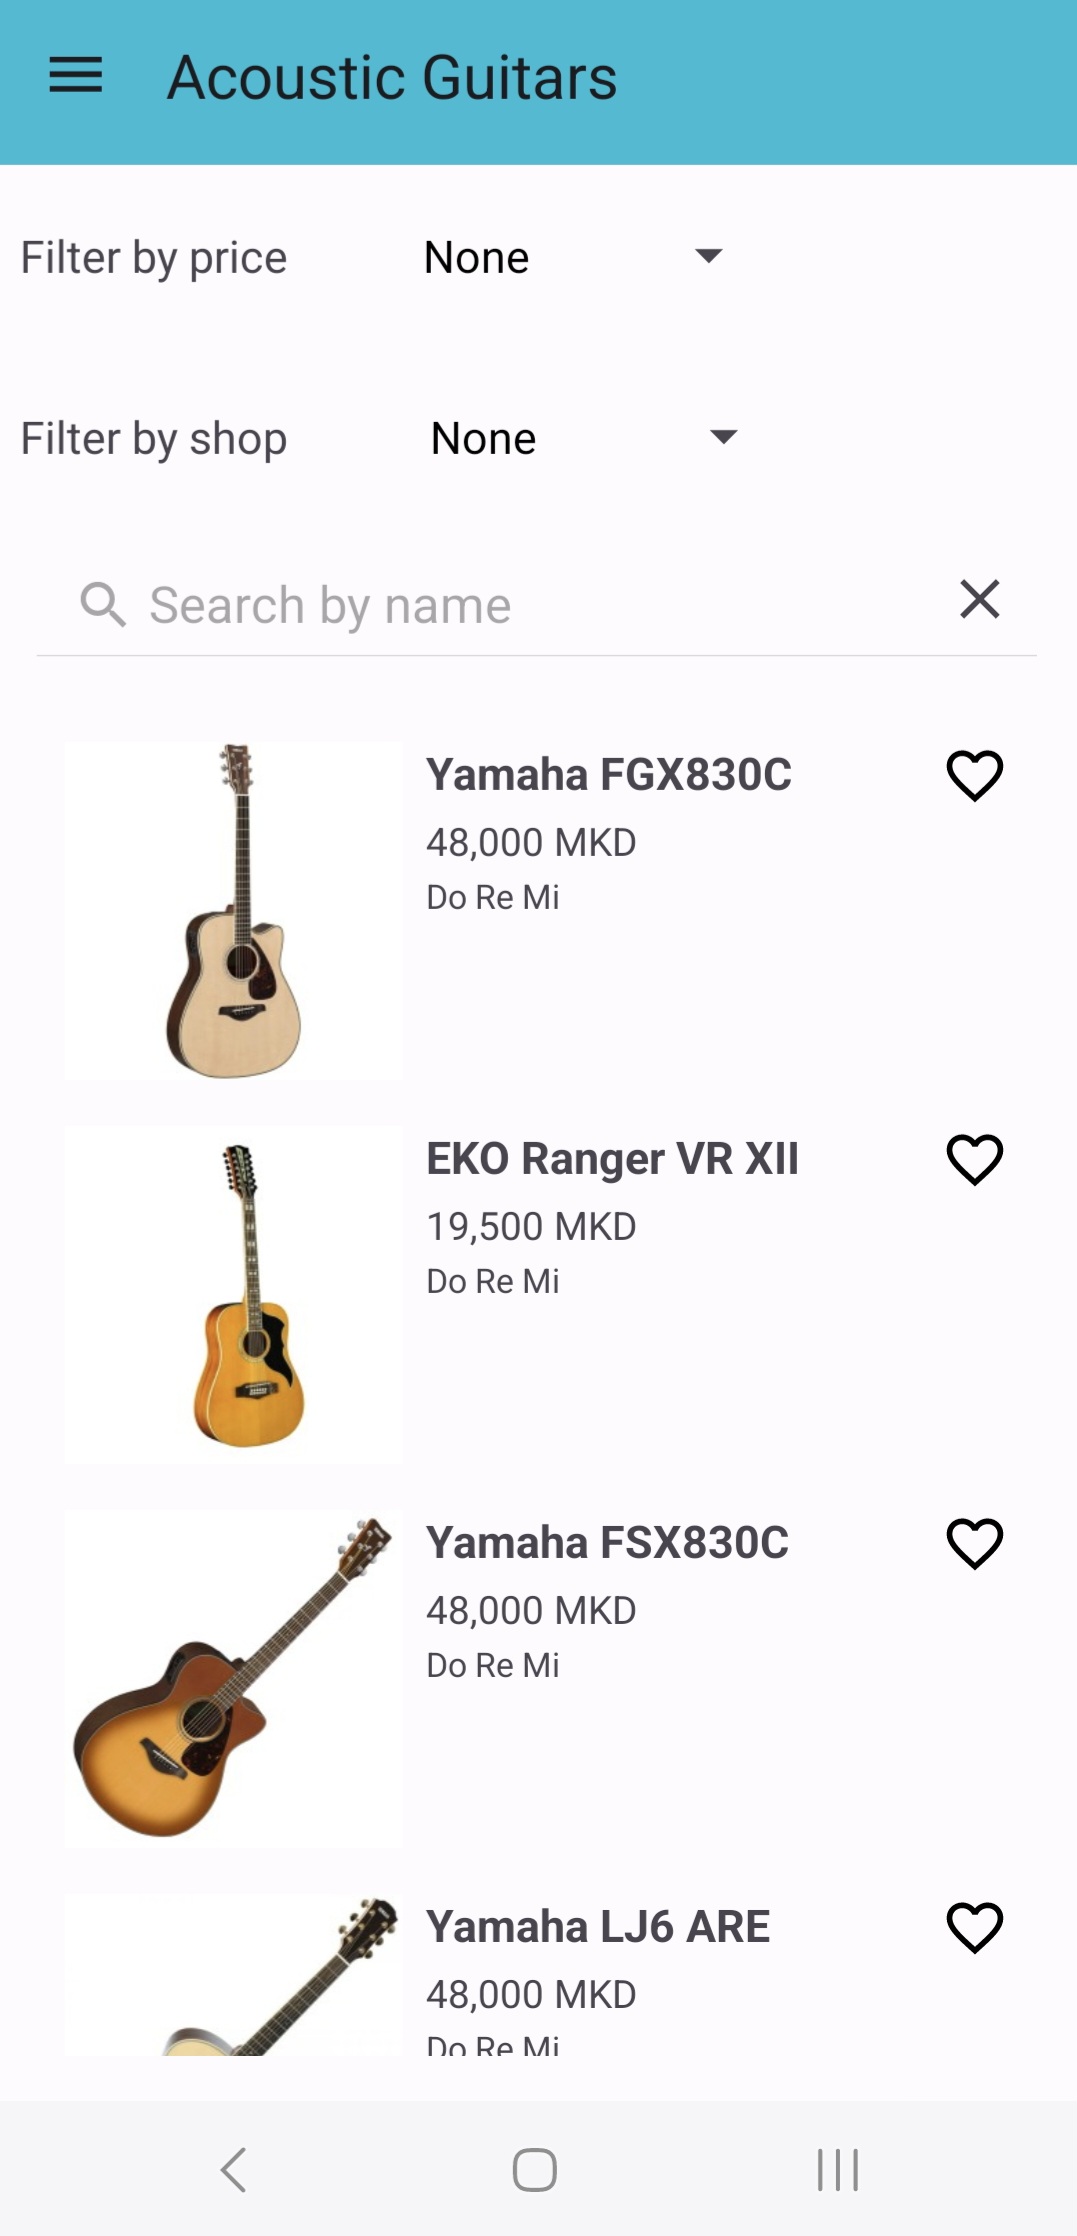 Acoustic Guitars
Filter by price None
Filter by shop None
Search by name
Yamaha FGX830C
48,000 MKD
Do Re Mi
EKO Ranger VR XII
19,500 MKD
Do Re Mi
Yamaha FSX830C
48,000 MKD
Do Re Mi
Yamaha LJ6 ARE
48,000 MKD
Do Re Mi